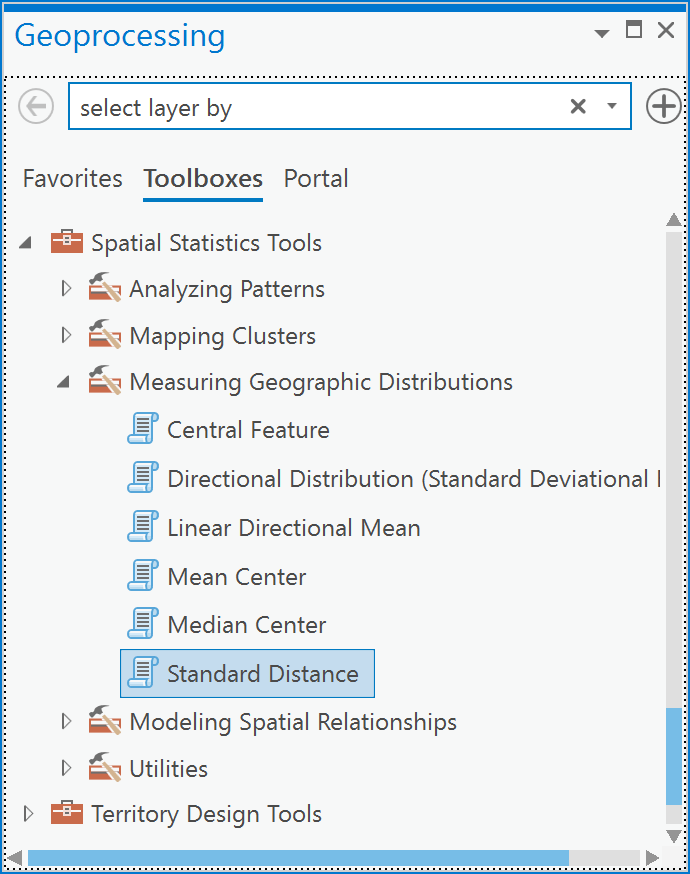 Geoprocessing
select layer by
Favorites Toolboxes Portal
Spatial Statistics Tools
Analyzing Patterns
Mapping Clusters
Measuring Geographic Distributions
Central Feature
Directional Distribution (Standard Deviational
Linear Directional Mean
Mean Center
Median Center
Standard Distance
Modeling Spatial Relationships
Utilities
Territory Design Tools